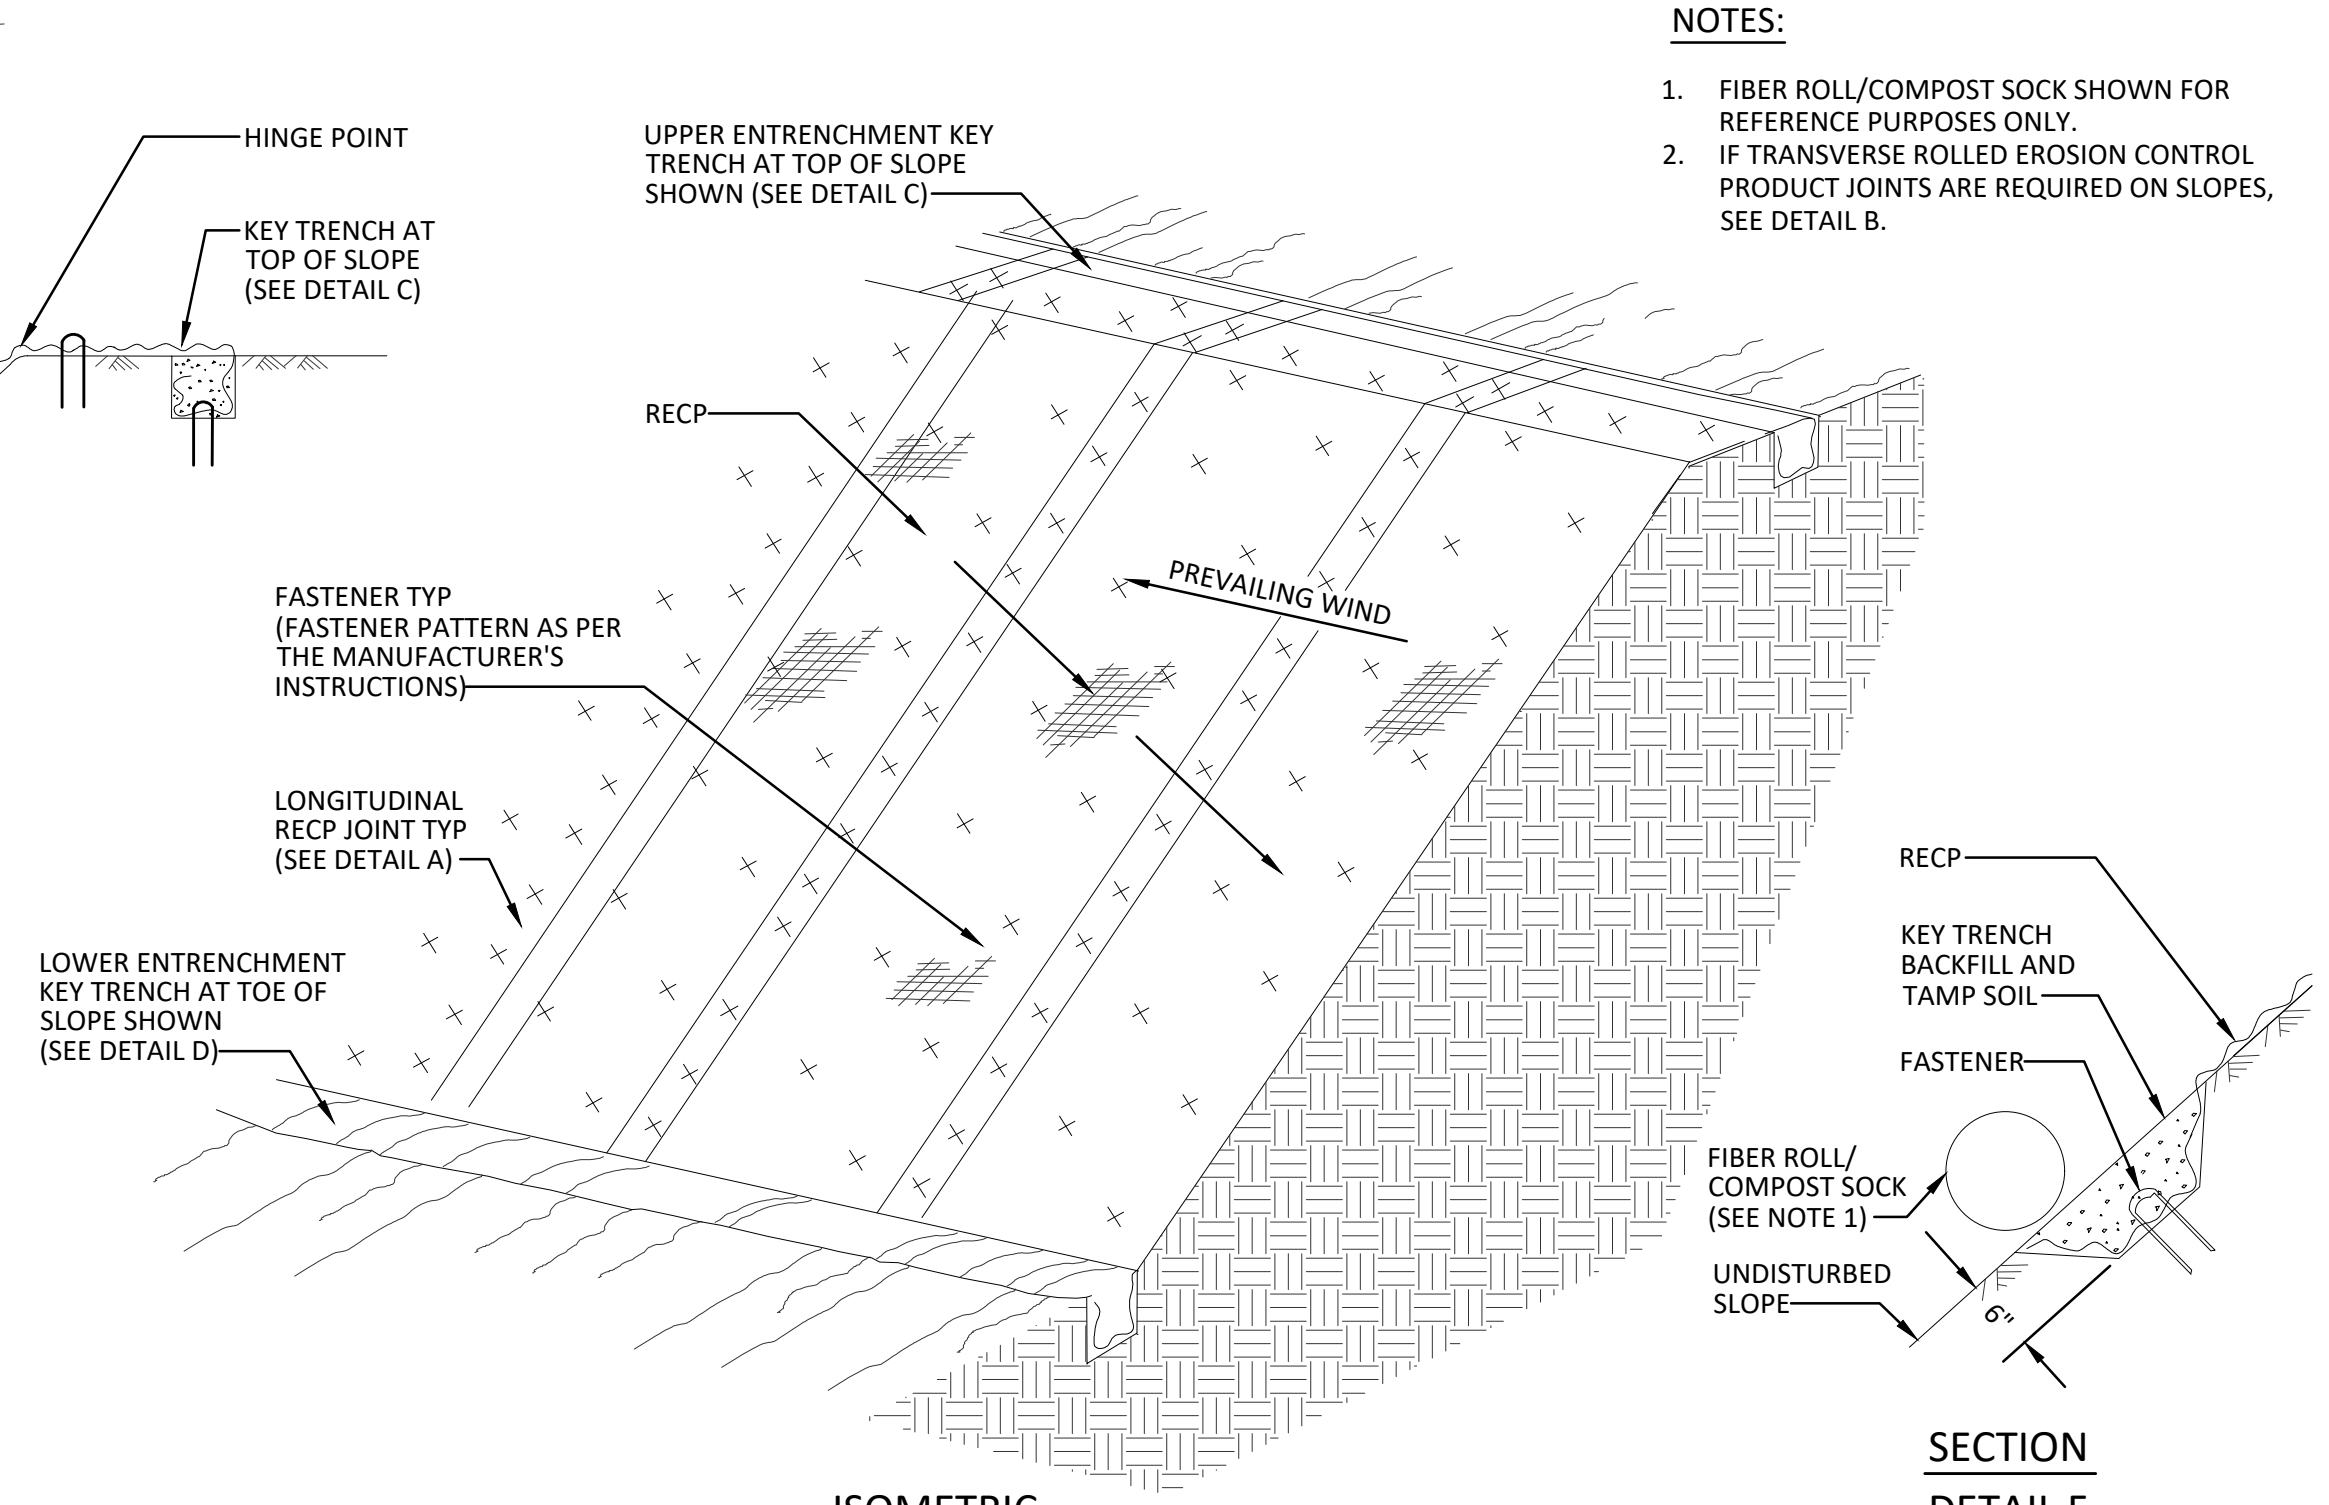 NOTES:
1. FIBER ROLL/COMPOST SOCK SHOWN FOR
REFERENCE PURPOSES ONLY.
2. IF TRANSVERSE ROLLED EROSION CONTROL
PRODUCT JOINTS ARE REQUIRED ON SLOPES,
SEE DETAIL B.
HINGE POINT
KEY TRENCH AT
TOP OF SLOPE
(SEE DETAIL C)
UPPER ENTRENCHMENT KEY
TRENCH AT TOP OF SLOPE
SHOWN (SEE DETAIL C)
RECP
PREVAILING WIND
FASTENER TYP
(FASTENER PATTERN AS PER
THE MANUFACTURER'S
INSTRUCTIONS)
LONGITUDINAL
RECP JOINT TYP
(SEE DETAIL A)
LOWER ENTRENCHMENT
KEY TRENCH AT TOE OF
SLOPE SHOWN
(SEE DETAIL D)
RECP
KEY TRENCH
BACKFILL AND
TAMP SOIL
FASTENER
FIBER ROLL/
COMPOST SOCK
(SEE NOTE 1)
UNDISTURBED
SLOPE
6"
SECTION
ISOMETRIC
DETAIL